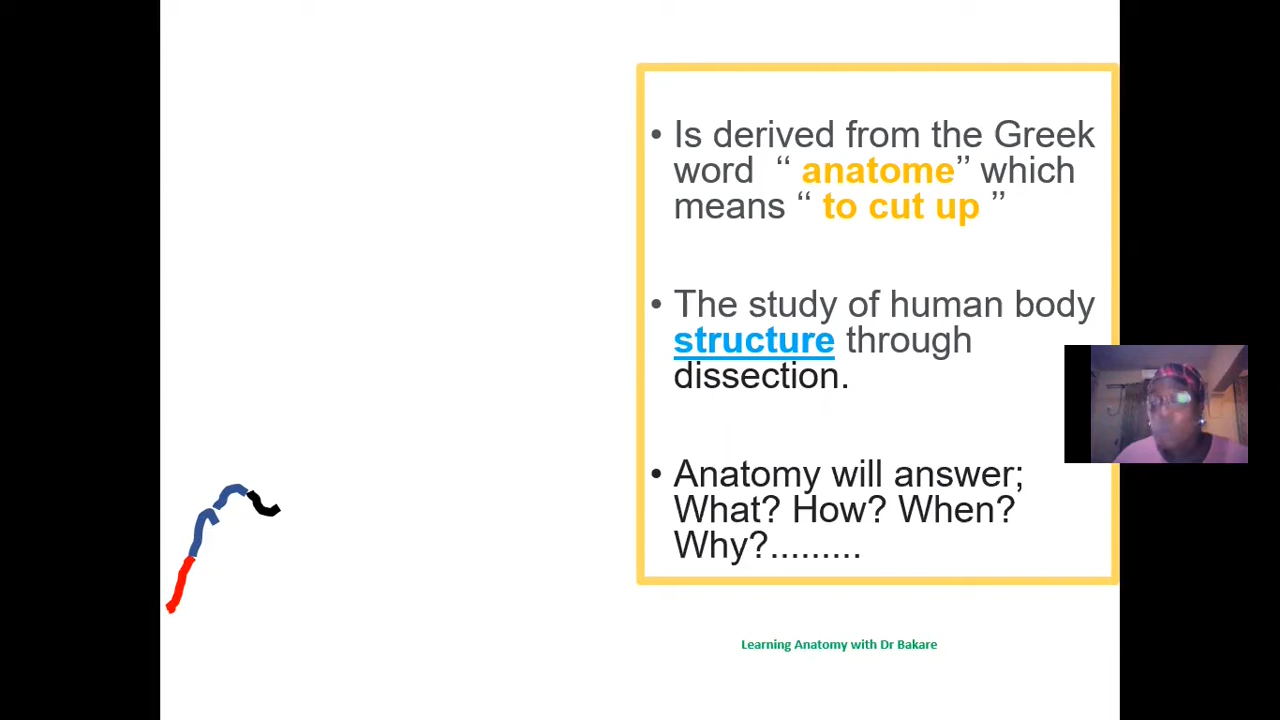 • Is derived from the Greek
word “ anatome” which
means “ to cut up ”
• The study of human body
structure through
dissection.
• Anatomy will answer;
What? How? When?
Why?.........
Learning Anatomy with Dr Bakare